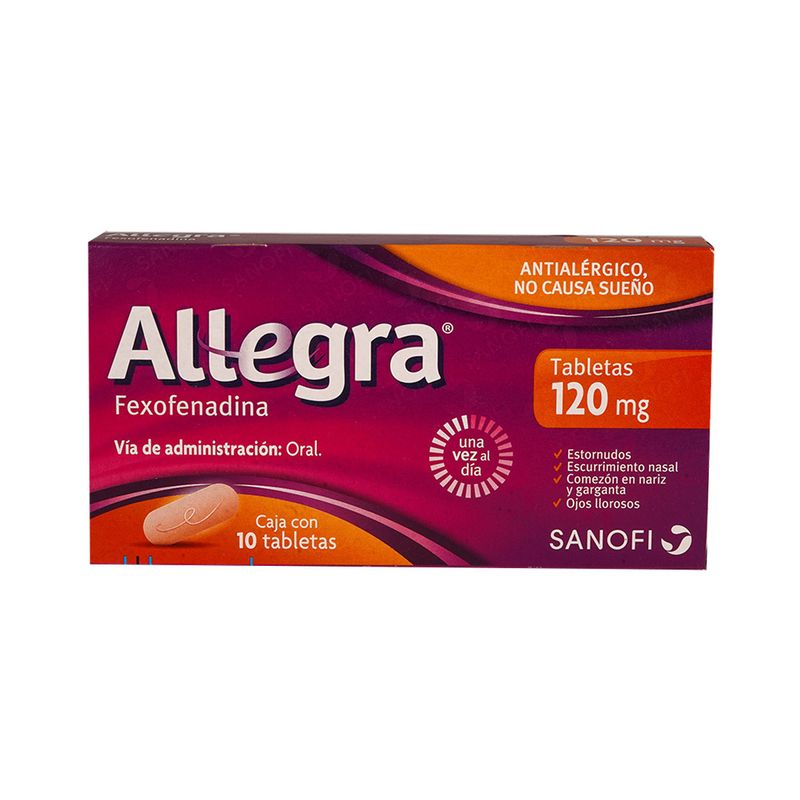 Allegra®
Fexofenadina
120 mg
ANTIALÉRGICO,
NO CAUSA SUEÑO
Allegra®
Fexofenadina
Vía de administración: Oral.
Tabletas
120 mg
una
vez al
día
✓ Estornudos
✓ Escurrimiento nasal
✓ Comezón en nariz
y garganta
✓ Ojos llorosos
Caja con
10 tabletas
SANOFI